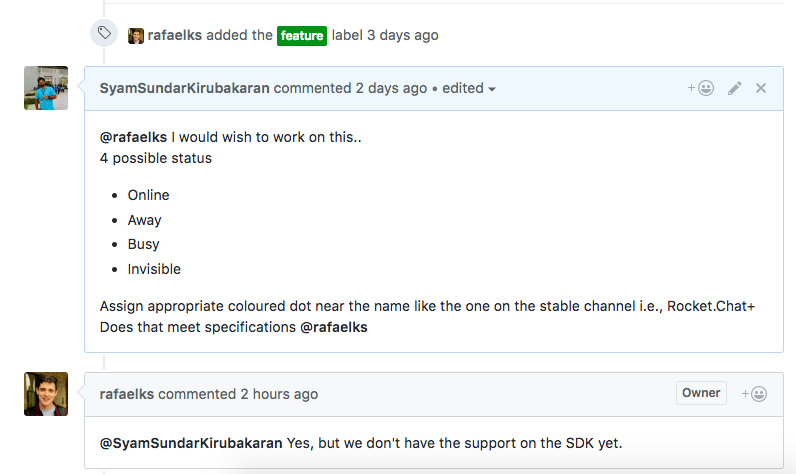 rafaelks added the feature label 3 days ago
SyamSundarKirubakaran commented 2 days ago • edited
@rafaelks I would wish to work on this..
4 possible status
• Online
• Away
• Busy
• Invisible
Assign appropriate coloured dot near the name like the one on the stable channel i.e., Rocket.Chat+
Does that meet specifications @rafaelks
rafaelks commented 2 hours ago Owner
@SyamSundarKirubakaran Yes, but we don't have the support on the SDK yet.